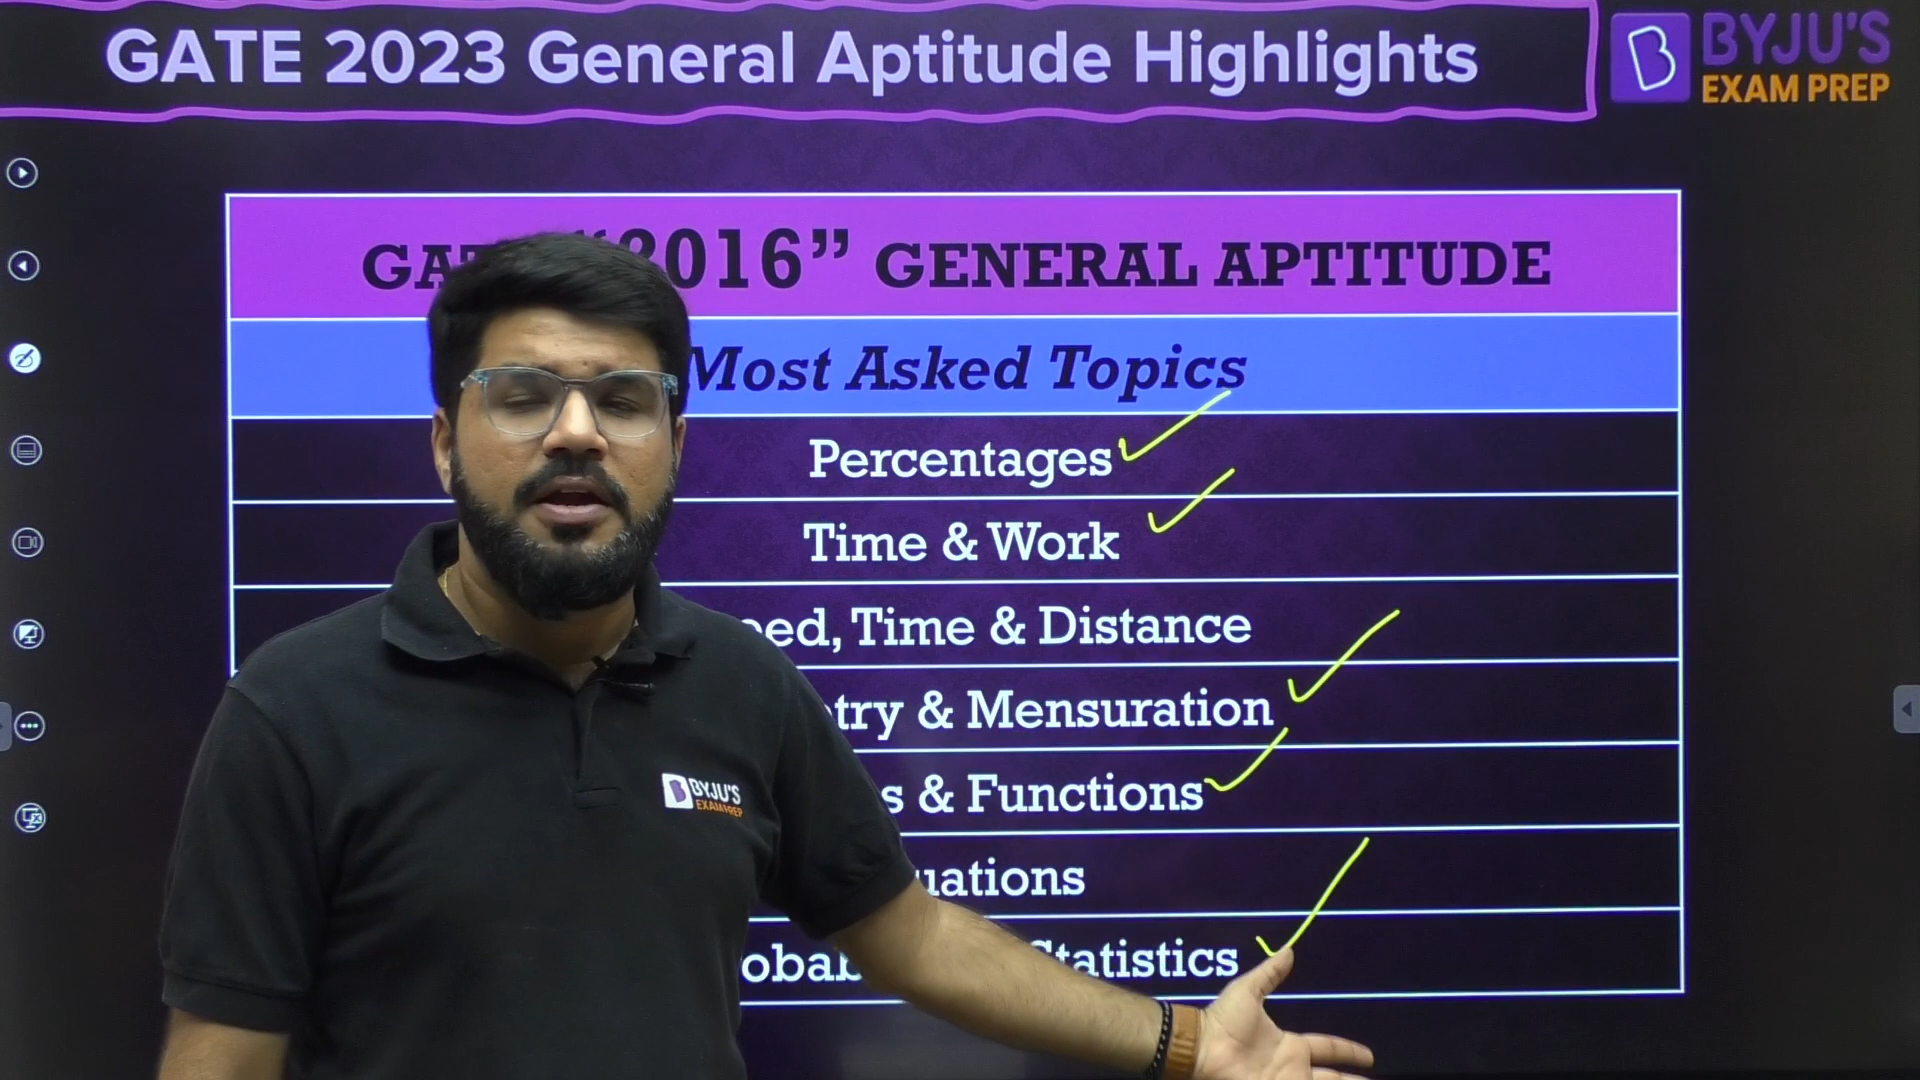 GATE 2023 General Aptitude Highlights
BYJU'S
EXAM PREP
"2016" GENERAL APTITUDE
Most Asked Topics
Percentages
Time & Work
Time & Distance
& Mensuration
& Functions
Statistics
BYJU'S
EXAM PREP